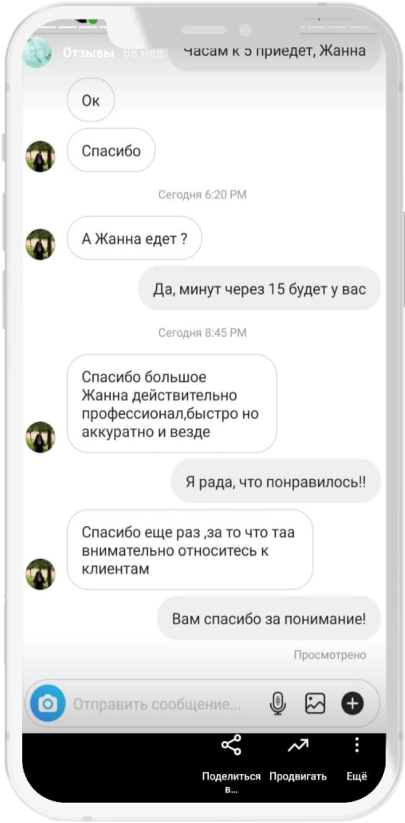 Отзывы 88 нед.
Часам к 5 приедет, Жанна
Ок
Спасибо
Сегодня 6:20 PM
А Жанна едет ?
Да, минут через 15 будет у вас
Сегодня 8:45 PM
Спасибо большое
Жанна действительно
профессионал,быстро но
аккуратно и везде
Я рада, что понравилось!!
Спасибо еще раз ,за то что таа
внимательно относитесь к
клиентам
Вам спасибо за понимание!
Просмотрено
Отправить сообщение...
Поделиться
в...
Продвигать
Ещё